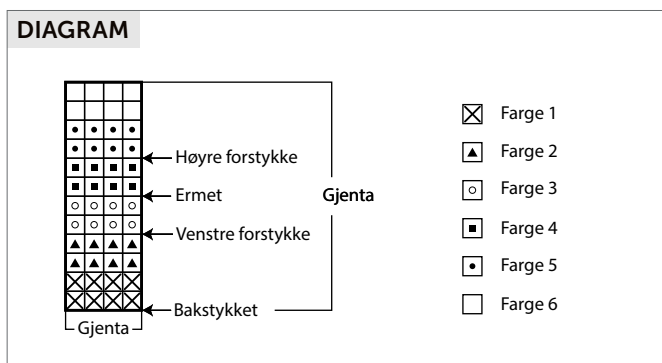 DIAGRAM
Høyre forstykke
Ermet
Gjenta
Venstre forstykke
Bakstykket
Gjenta
Farge 1
Farge 2
Farge 3
Farge 4
Farge 5
Farge 6